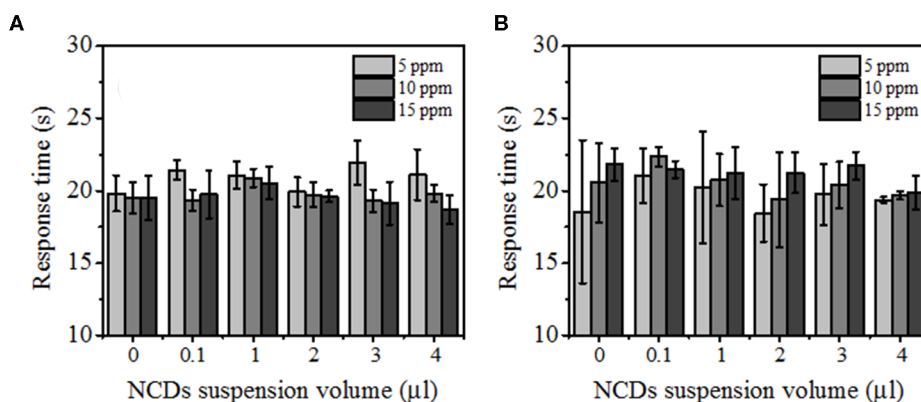 A
30
25
20
15
10
Response time (s)
5 ppm
10 ppm
15 ppm
0 0.1 1 2 3 4
NCDs suspension volume (µl)
B
30
25
20
15
10
Response time (s)
5 ppm
10 ppm
15 ppm
0 0.1 1 2 3 4
NCDs suspension volume (µl)